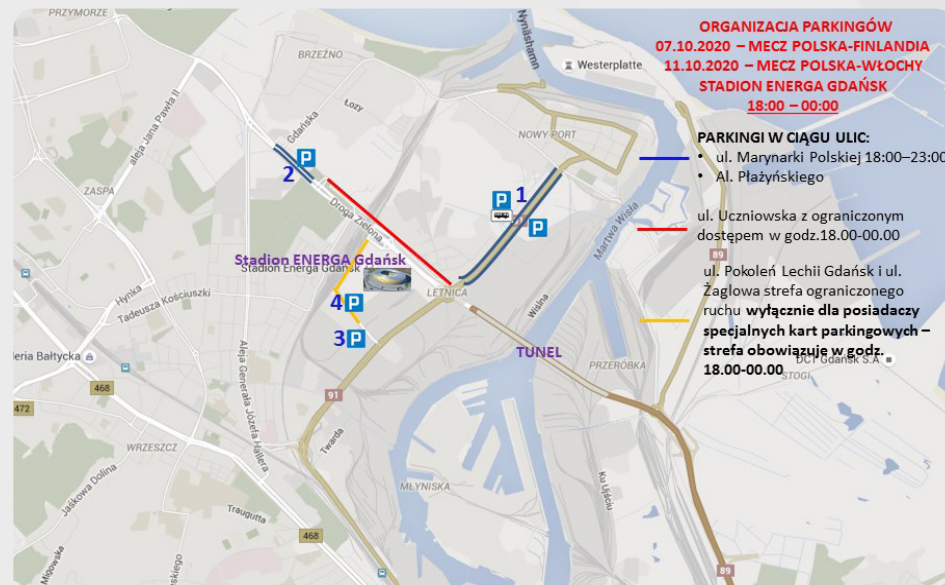 ORGANIZACJA PARKINGÓW
07.10.2020 – MECZ POLSKA-FINLANDIA
11.10.2020 – MECZ POLSKA-WŁOCHY
STADION ENERGA GDAŃSK
18:00 – 00:00
PARKINGI W CIĄGU ULIC:
• ul. Marynarki Polskiej 18:00–23:00
• Al. Płażyńskiego
ul. Uczniowska z ograniczonym
dostępem w godz.18.00-00.00
ul. Pokoleń Lechii Gdańsk i ul.
Żaglowa strefa ograniczonego
ruchu wyłącznie dla posiadaczy
specjalnych kart parkingowych –
strefa obowiązuje w godz.
18.00-00.00
PRZYMORZE
Nynäshamn
BRZEŹNO
Westerplatte
aleja Jana Pawła II
Łozy
Gdańska
NOWY PORT
P
2
ZASPA
P
1
P
Droga Zielona
Martwa Wisła
89
Stadion ENERGA Gdańsk
Stadion Energa Gdańsk
LETNICA
Hynka
Tadeusza Kościuszki
4 P
Wiślna
3 P
TUNEL
eria Bałtycka
PRZERÓBKA
DCT Gdańsk S.A
STOGI
468
Aleja Generała Józefa Hallera
91
472
Twarda
WRZESZCZ
Jaśkowa Dolina
MŁYNISKA
Ku Ujściu
Traugutta
468
Migowska
skiego
89